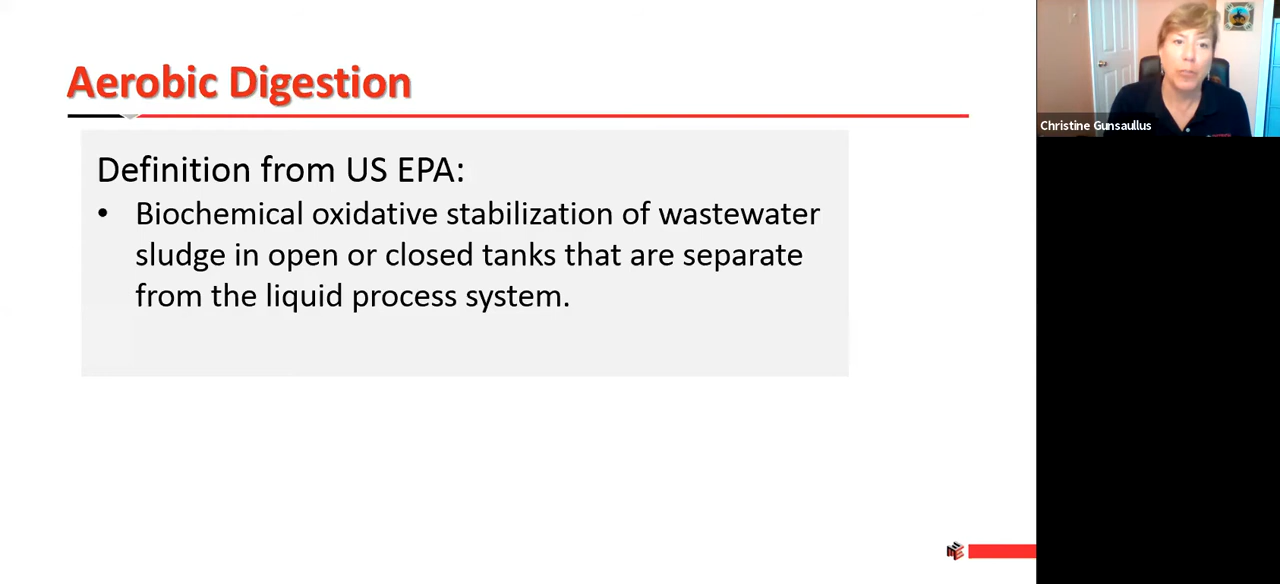 Aerobic Digestion
Definition from US EPA:
• Biochemical oxidative stabilization of wastewater
sludge in open or closed tanks that are separate
from the liquid process system.
Christine Gunsaullus